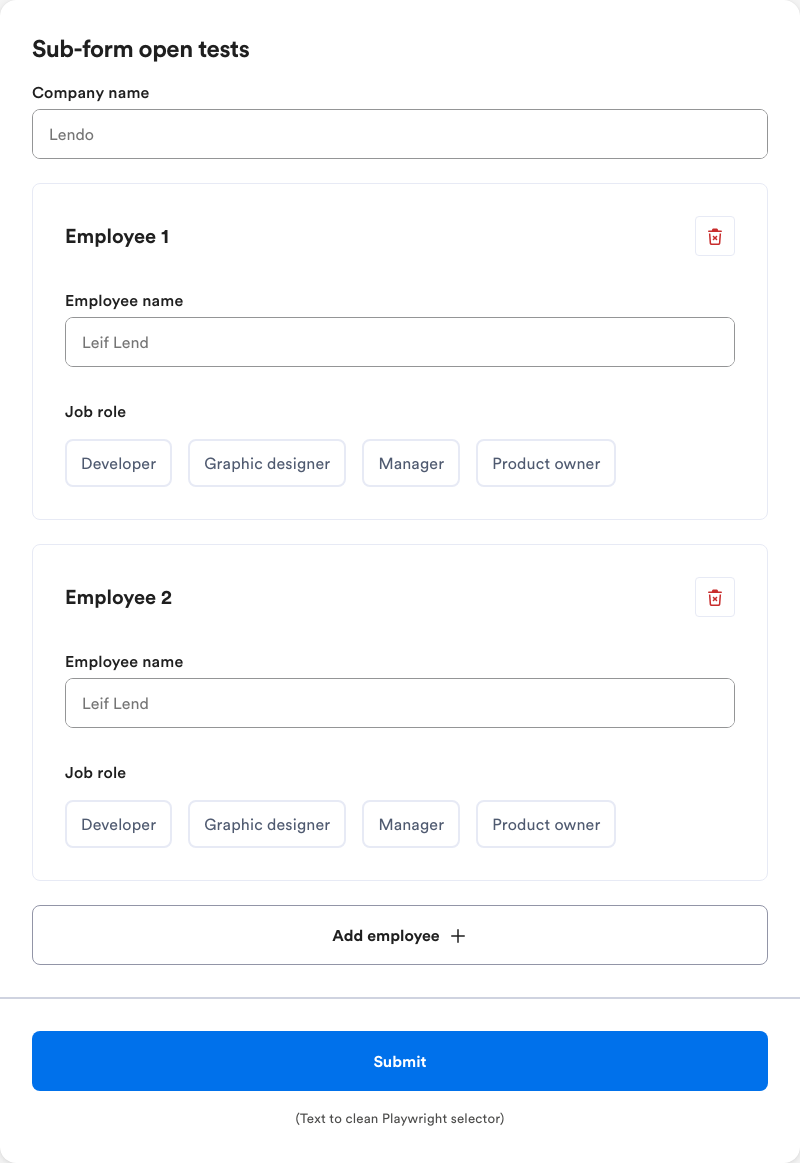 Sub-form open tests
Company name
Lendo
Employee 1
Employee name
Leif Lend
Job role
Developer Graphic designer Manager Product owner
Employee 2
Employee name
Leif Lend
Job role
Developer Graphic designer Manager Product owner
Add employee +
Submit
(Text to clean Playwright selector)